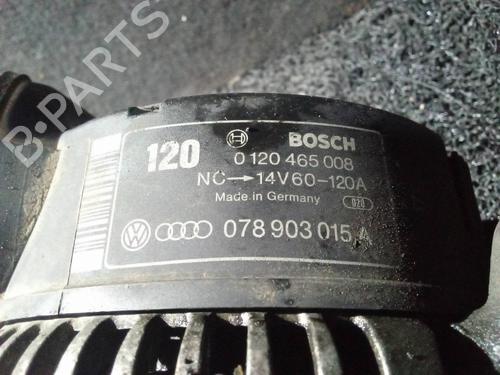 B-PARTS
120 BOSCH
0 120 465 008
NC→14V60-120A
Made in Germany 020
078 903 015 A